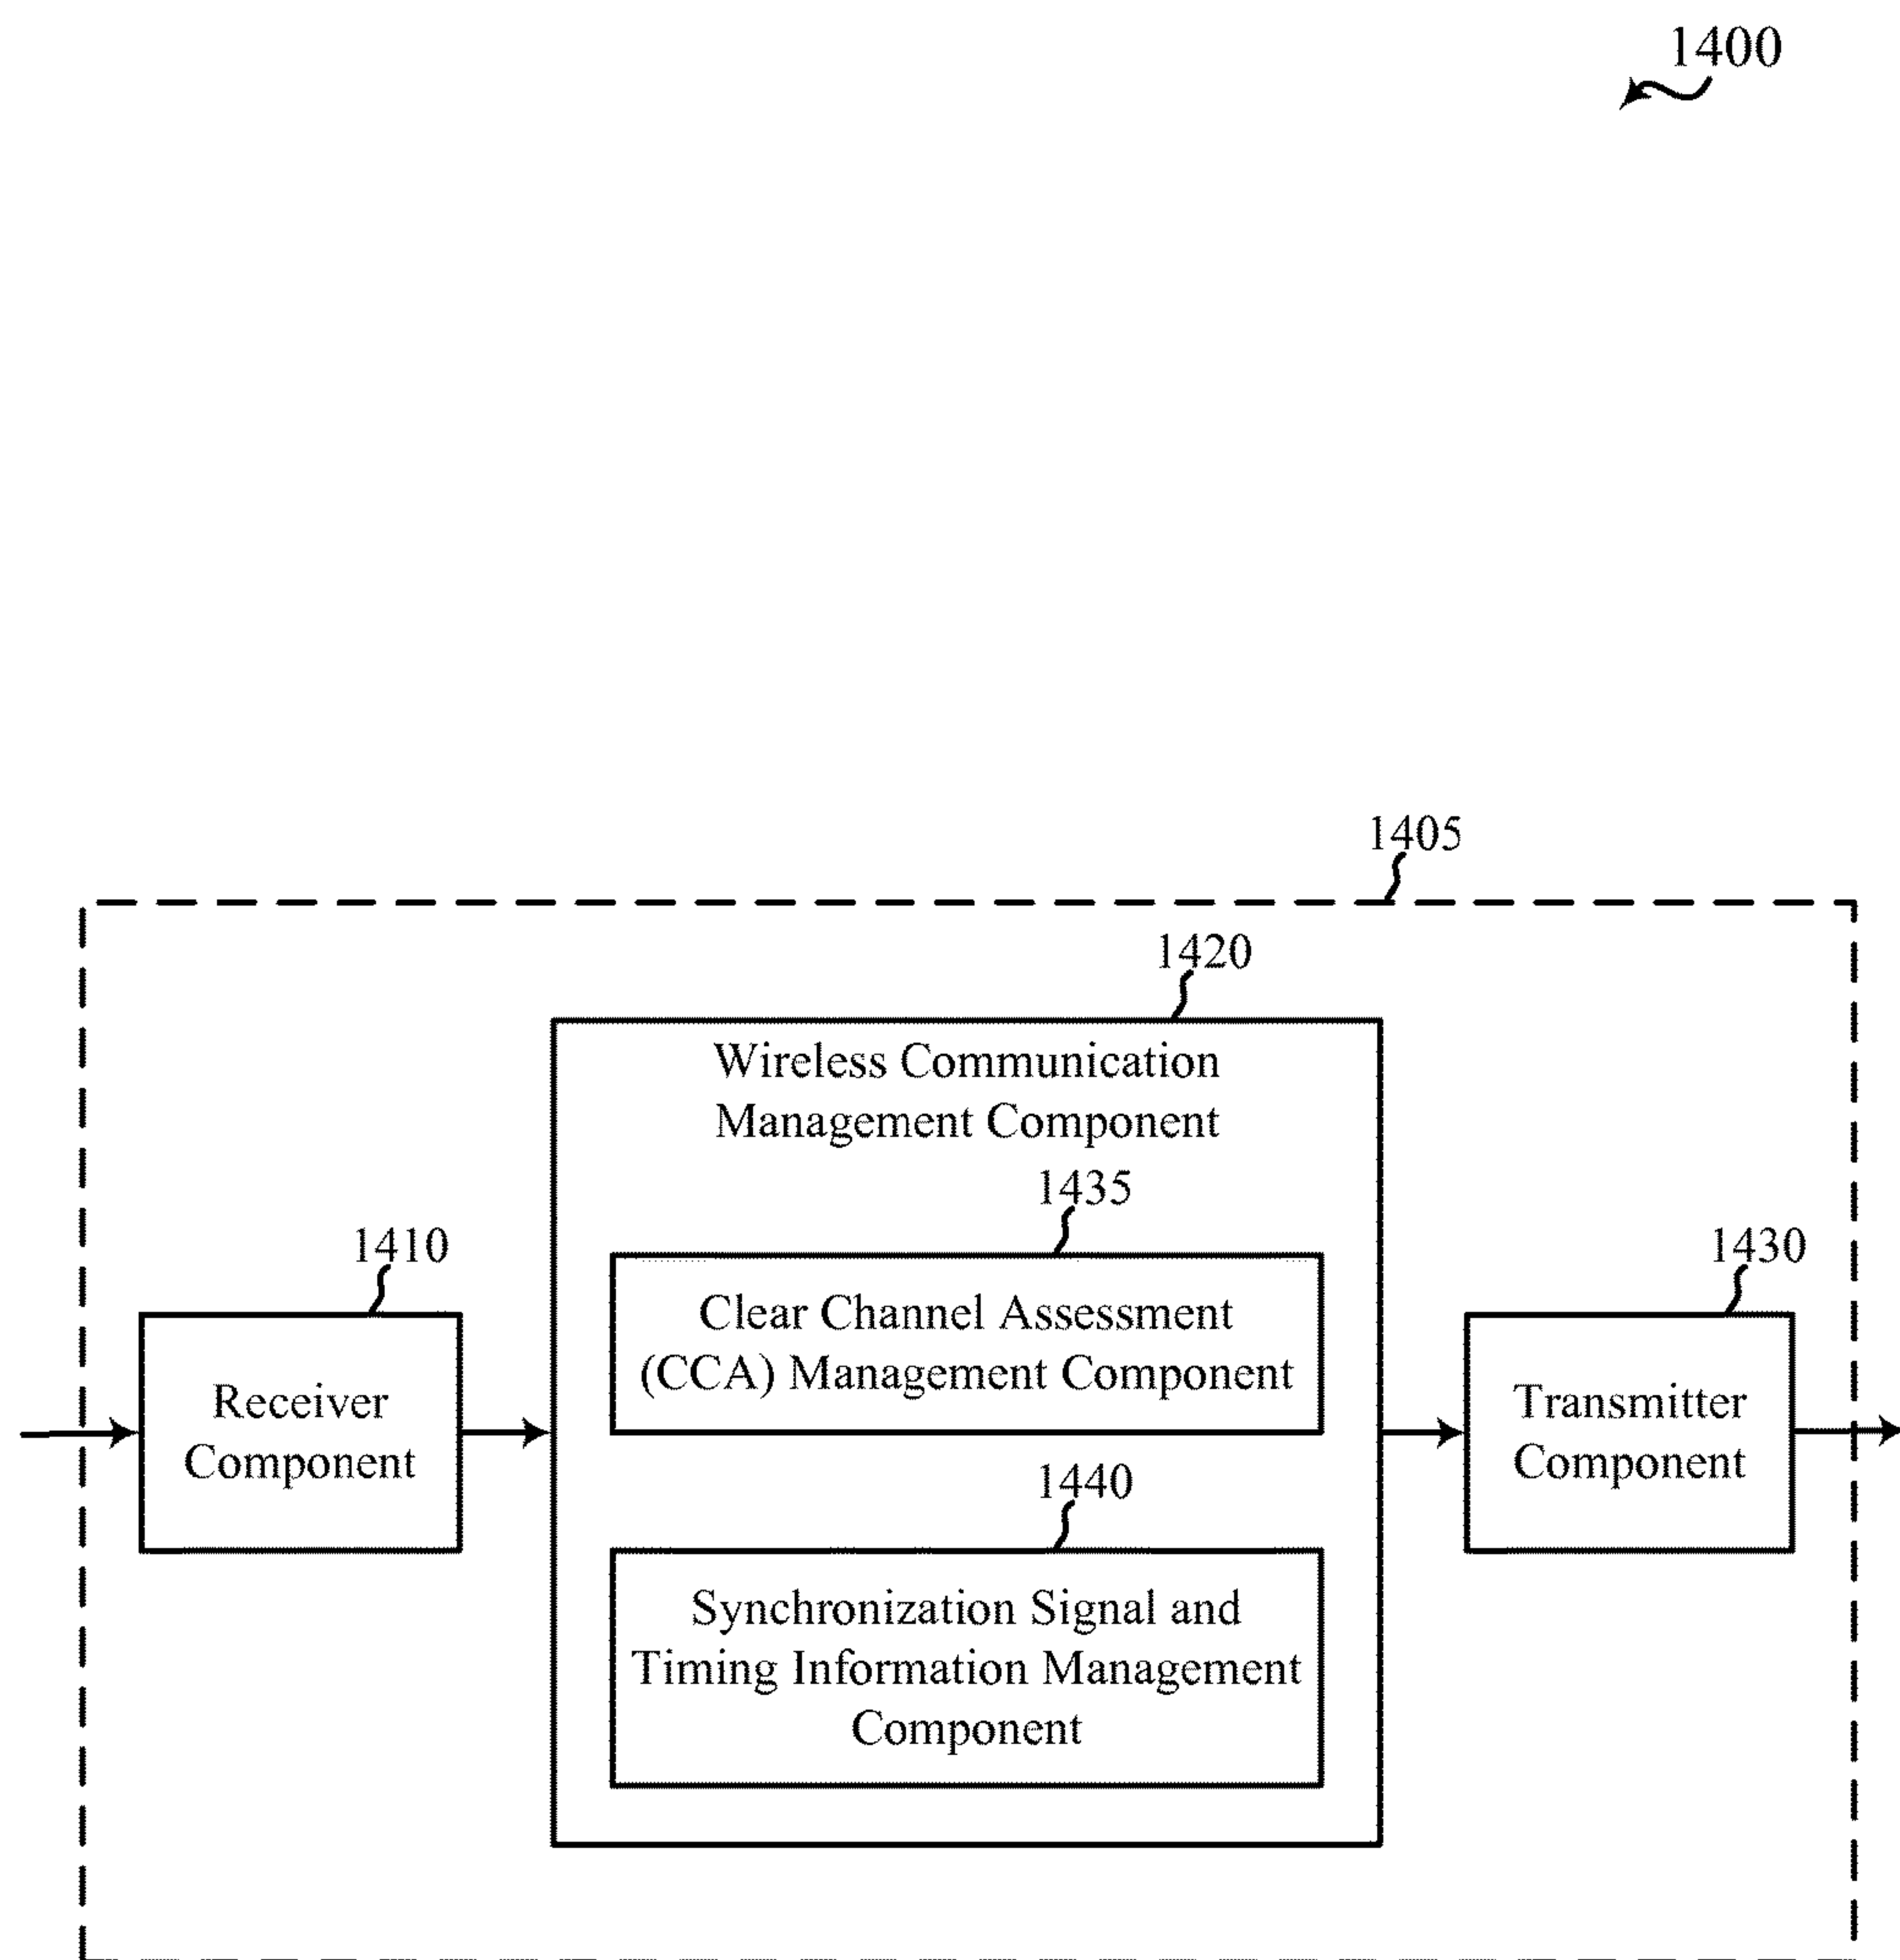 1400
1405
1420
Wireless Communication
Management Component
1435
Clear Channel Assessment
(CCA) Management Component
1440
Synchronization Signal and
Timing Information Management
Component
1410
Receiver
Component
1430
Transmitter
Component